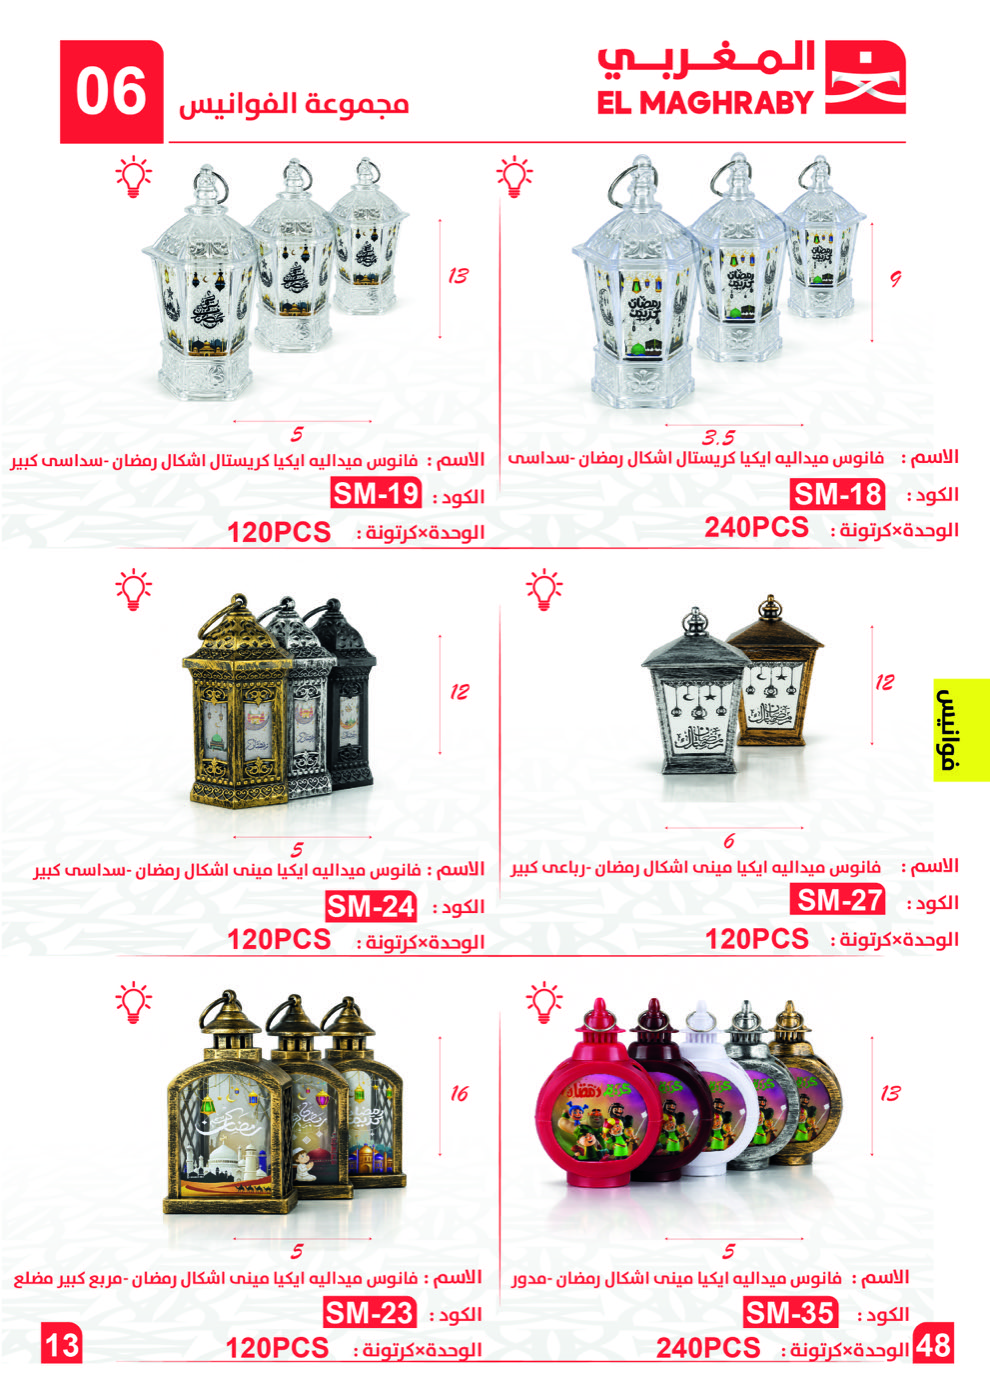 المـغـربـي
EL MAGHRABY
06
مجموعة الفوانيس
9
3.5
الاسم : فانوس ميداليه ايكيا كريستال اشكال رمضان -سداسى
الكود : SM-18
الوحدة×كرتونة : 240PCS
13
5
الاسم : فانوس ميداليه ايكيا كريستال اشكال رمضان -سداسى كبير
الكود : SM-19
الوحدة×كرتونة : 120PCS
12
6
الاسم : فانوس ميداليه ايكيا مينى اشكال رمضان -رباعى كبير
الكود : SM-27
الوحدة×كرتونة : 120PCS
12
5
الاسم : فانوس ميداليه ايكيا مينى اشكال رمضان -سداسى كبير
الكود : SM-24
الوحدة×كرتونة : 120PCS
فوانيس
13
5
الاسم : فانوس ميداليه ايكيا مينى اشكال رمضان -مدور
الكود : SM-35
الوحدة×كرتونة : 240PCS
16
5
الاسم : فانوس ميداليه ايكيا مينى اشكال رمضان -مربع كبير مضلع
الكود : SM-23
الوحدة×كرتونة : 120PCS
48
13